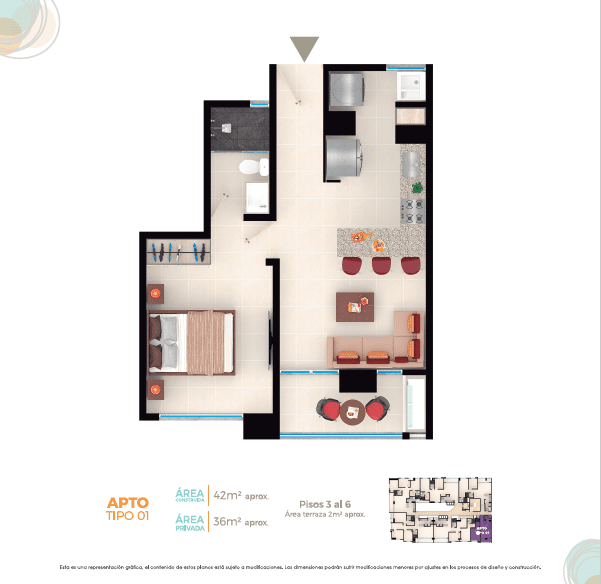 APTO
TIPO 01
ÁREA
CONSTRUIDA
42m² aprox.
ÁREA
PRIVADA
36m² aprox.
Pisos 3 al 6
Área terraza 2m² aprox.
APTO
Esta es una representación gráfica, el contenido de estos planos está sujeto a modificaciones. Las dimensiones podrán sufrir modificaciones menores por ajustes en los procesos de diseño y construcción.